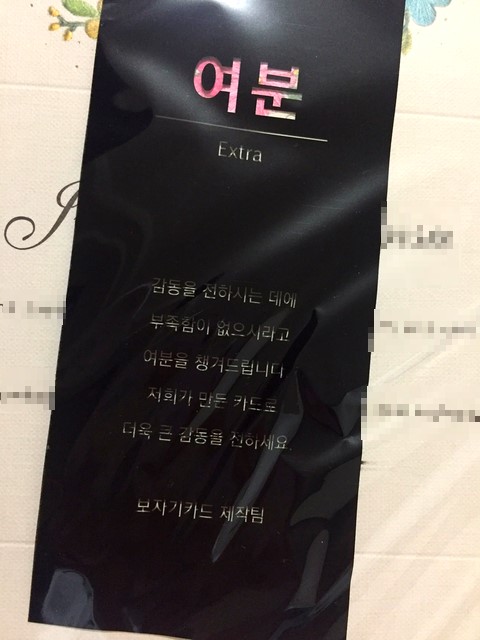 여분
Extra
감동을 전하시는 데에
부족함이 없으시라고
여분을 챙겨드립니다
저희가 만든 카드로
더욱 큰 감동을 전하세요.
보자기카드 제작팀